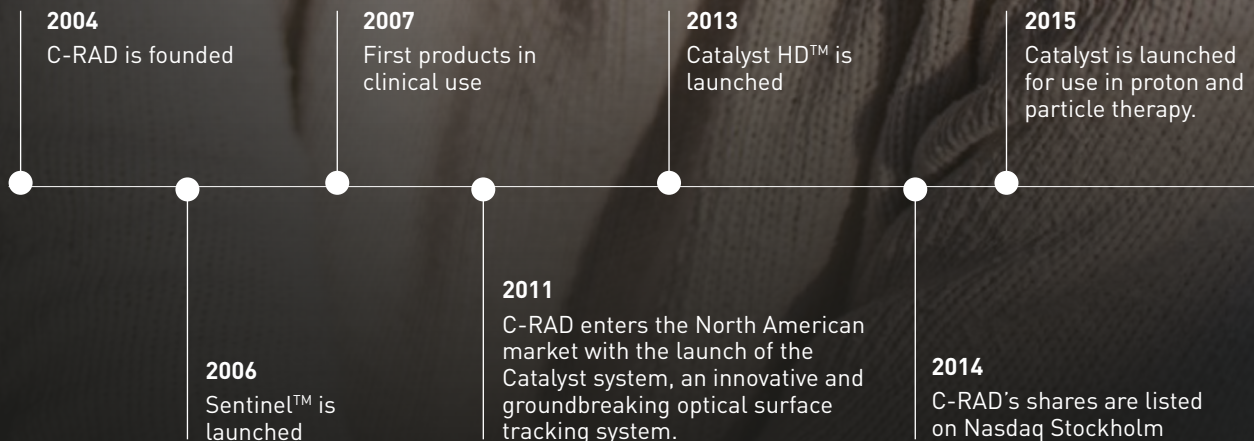 2004
C-RAD is founded
2006
Sentinel™ is
launched
2007
First products in
clinical use
2011
C-RAD enters the North American
market with the launch of the
Catalyst system, an innovative and
groundbreaking optical surface
tracking system.
2013
Catalyst HD™ is
launched
2014
C-RAD’s shares are listed
on Nasdaq Stockholm
2015
Catalyst is launched
for use in proton and
particle therapy.